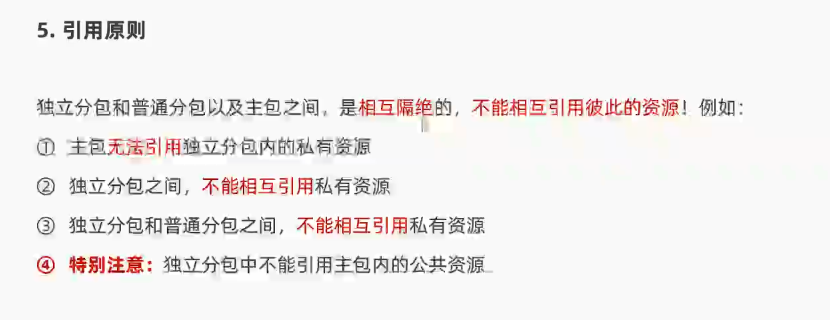 5. 引用原则
独立分包和普通分包以及主包之间，是相互隔绝的，不能相互引用彼此的资源！例如：
① 主包无法引用独立分包内的私有资源
② 独立分包之间，不能相互引用私有资源
③ 独立分包和普通分包之间，不能相互引用私有资源
④ 特别注意：独立分包中不能引用主包内的公共资源